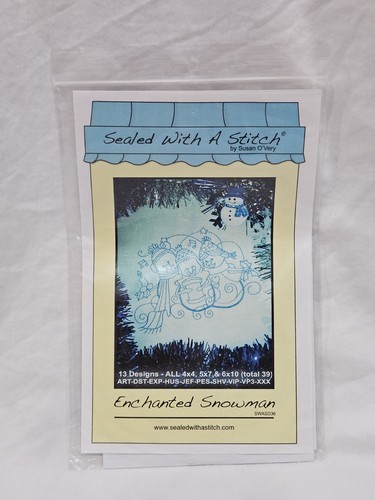 Sealed With A Stitch®
by Susan O'Very
13 Designs - ALL 4x4, 5x7, & 6x10 (total 39)
ART-DST-EXP-HUS-JEF-PES-SHV-VIP-VP3-XXX
Enchanted Snowman
SWAS036
www.sealedwithastitch.com